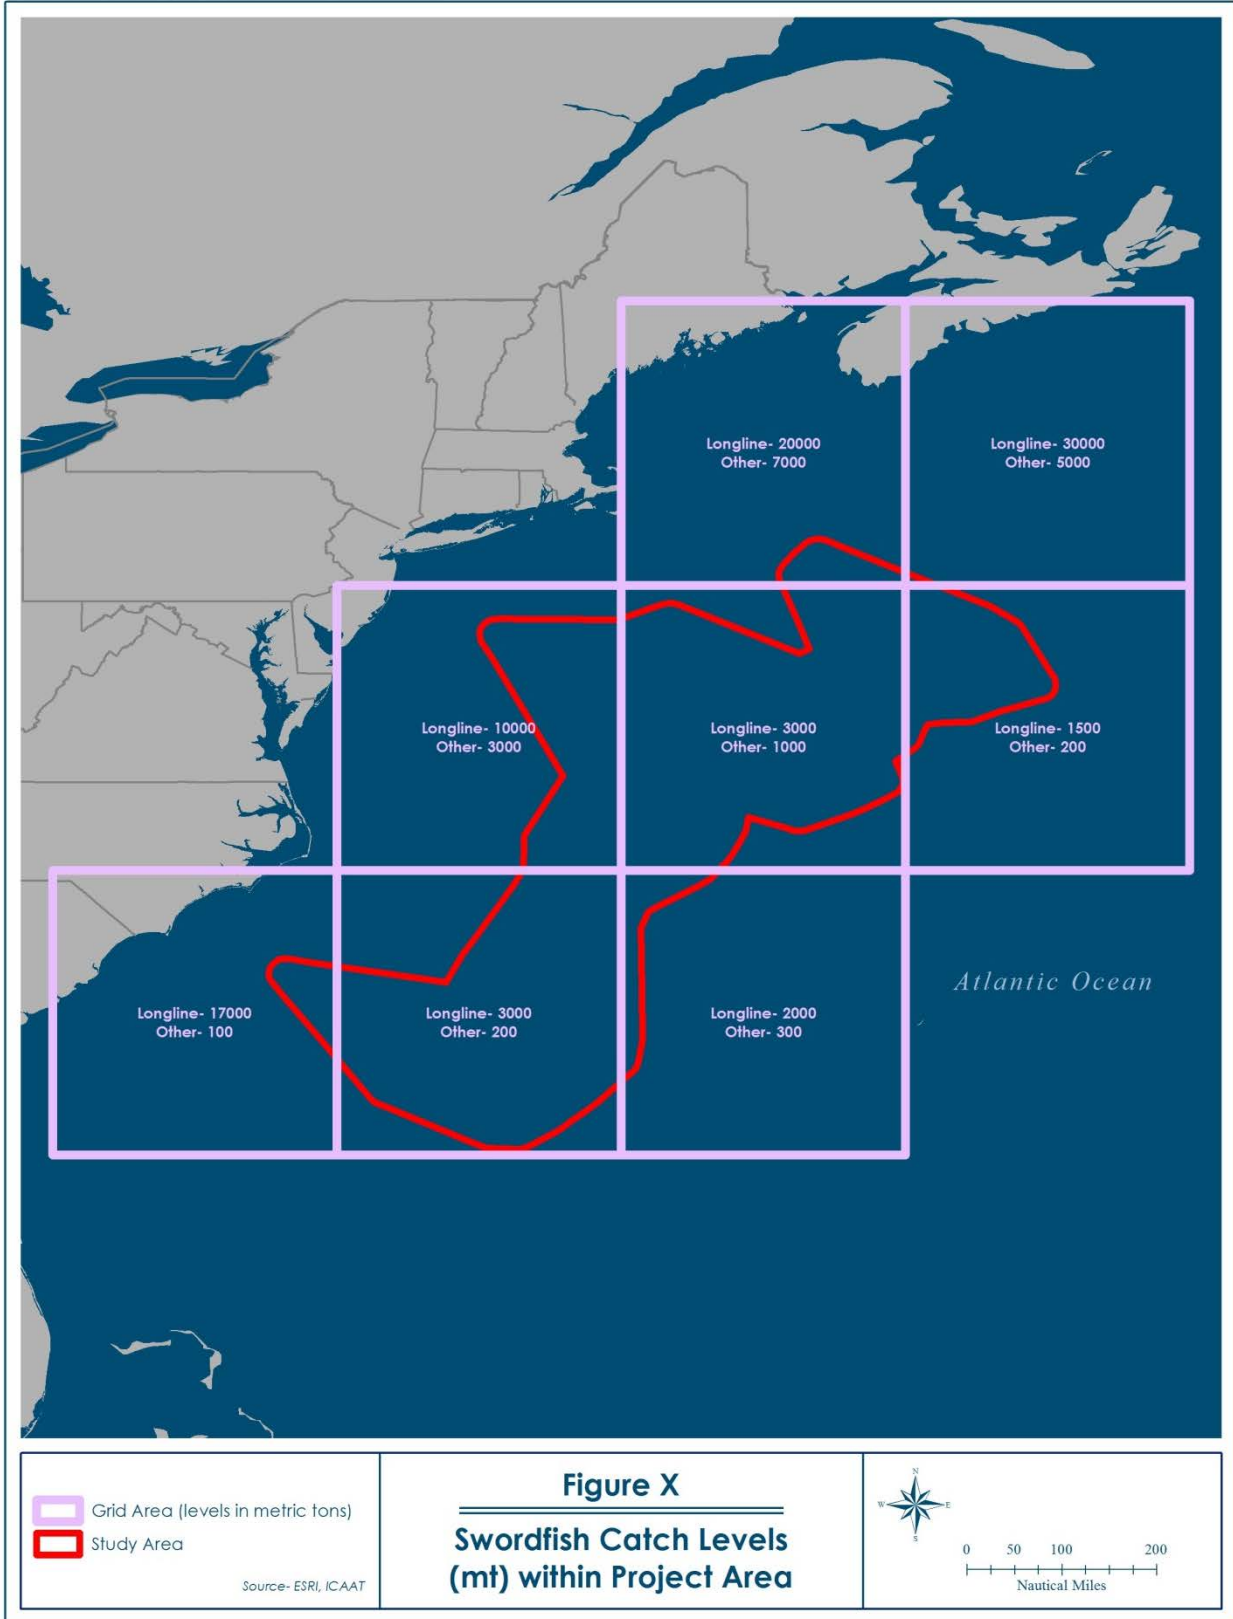 Longline- 20000
Other- 7000
Longline- 30000
Other- 5000
Longline- 10000
Other- 3000
Longline- 3000
Other- 1000
Longline- 1500
Other- 200
Atlantic Ocean
Longline- 17000
Other- 100
Longline- 3000
Other- 200
Longline- 2000
Other- 300
Grid Area (levels in metric tons)
Study Area
Source- ESRI, ICAAT
Figure X
Swordfish Catch Levels
(mt) within Project Area
N
W E
S
0 50 100 200
Nautical Miles